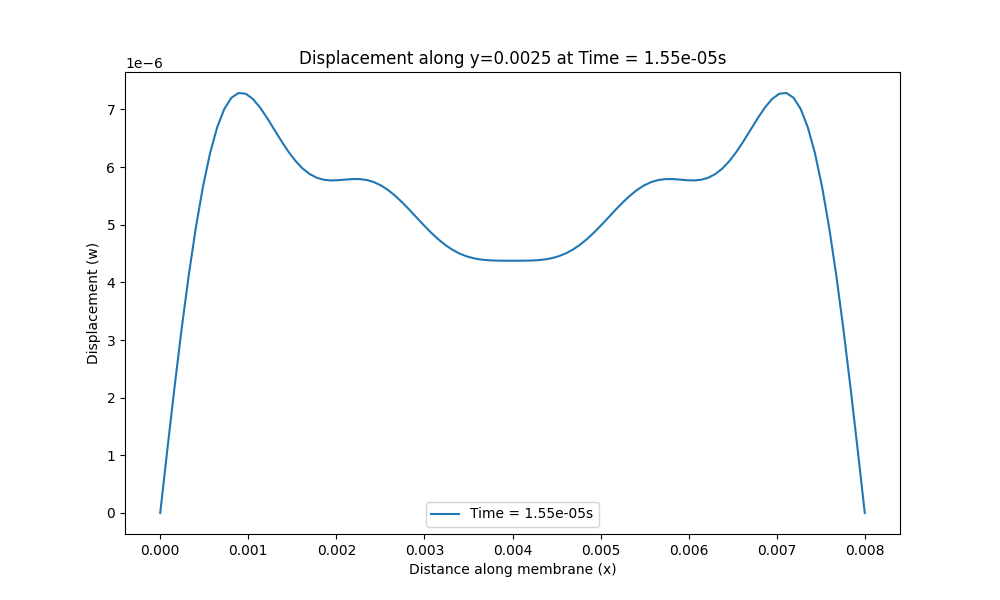 Displacement along y=0.0025 at Time = 1.55e-05s
1e−6
7
6
5
4
3
2
1
0
Displacement (w)
Time = 1.55e-05s
0.000 0.001 0.002 0.003 0.004 0.005 0.006 0.007 0.008
Distance along membrane (x)